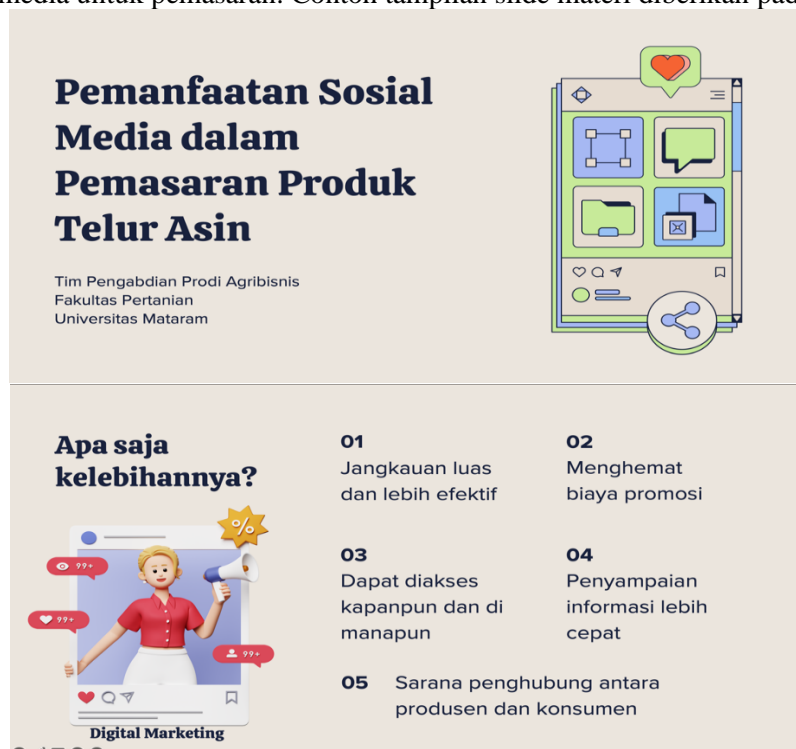 media untuk pemasaran. Contoh tampilan slide materi diberikan pad
Pemanfaatan Sosial
Media dalam
Pemasaran Produk
Telur Asin
Tim Pengabdian Prodi Agribisnis
Fakultas Pertanian
Universitas Mataram
Apa saja
kelebihannya?
%
99+
99+
99+
Digital Marketing
01
Jangkauan luas
dan lebih efektif
02
Menghemat
biaya promosi
03
Dapat diakses
kapanpun dan di
manapun
04
Penyampaian
informasi lebih
cepat
05 Sarana penghubung antara
produsen dan konsumen